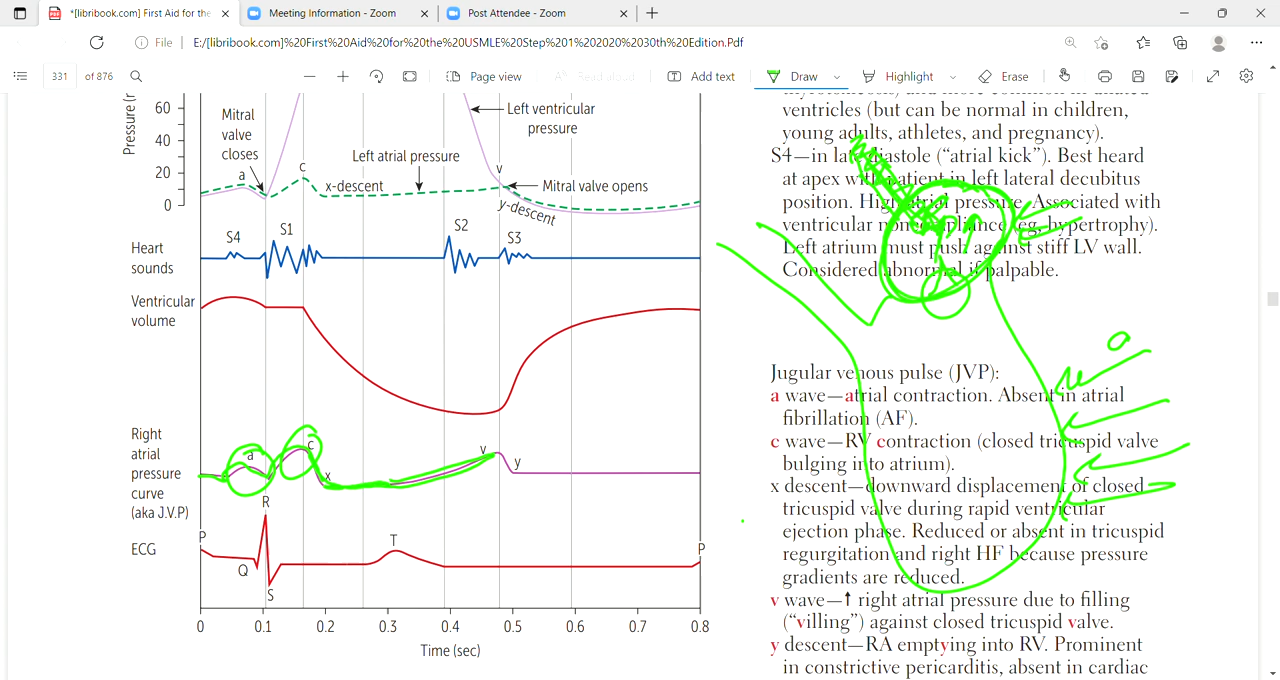 *[libribook.com] First Aid for the
Meeting Information - Zoom
Post Attendee - Zoom
File
E:/[libribook.com]%20First%20Aid%20for%20the%20USMLE%20Step%201%202020%2030th%20Edition.Pdf
331
of 876
Page view
Read aloud
Add text
Draw
Highlight
Erase
Pressure (r
60
40
20
0
Mitral
valve
closes
a
c
Left atrial pressure
x-descent
Left ventricular
pressure
v
Mitral valve opens
y-descent
Heart
sounds
S4
S1
S2
S3
Ventricular
volume
Right
atrial
pressure
curve
(aka J.V.P)
a
c
x
v
y
ECG
P
Q
R
S
T
P
0
0.1
0.2
0.3
0.4
0.5
0.6
0.7
0.8
Time (sec)
ventricles (but can be normal in children,
young adults, athletes, and pregnancy).
S4—in late diastole (“atrial kick”). Best heard
at apex with patient in left lateral decubitus
position. High atrial pressure. Associated with
ventricular noncompliance (eg, hypertrophy).
Left atrium must push against stiff LV wall.
Considered abnormal if palpable.
a
Jugular venous pulse (JVP):
a wave—atrial contraction. Absent in atrial
fibrillation (AF).
c wave—RV contraction (closed tricuspid valve
bulging into atrium).
x descent—downward displacement of closed
tricuspid valve during rapid ventricular
ejection phase. Reduced or absent in tricuspid
regurgitation and right HF because pressure
gradients are reduced.
v wave—↑ right atrial pressure due to filling
(“villing”) against closed tricuspid valve.
y descent—RA emptying into RV. Prominent
in constrictive pericarditis, absent in cardiac